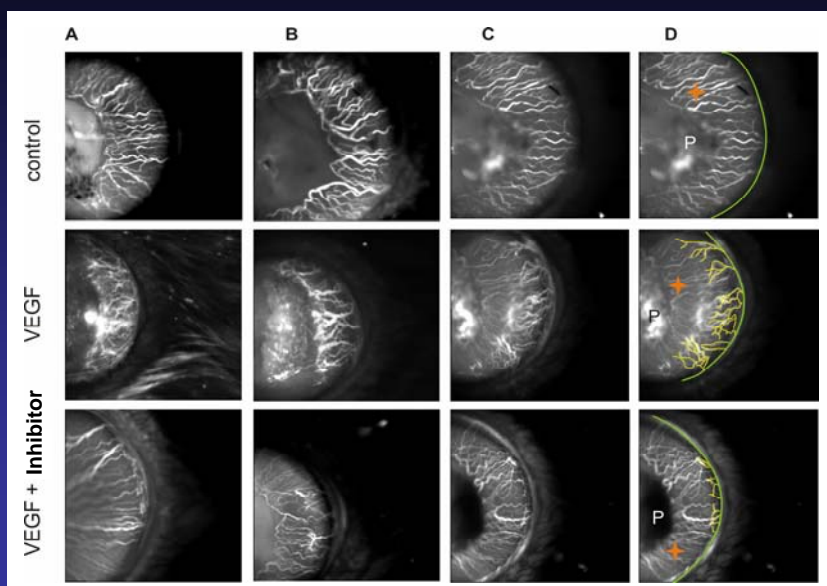 A B C D
control
P
VEGF
P
VEGF + Inhibitor
P